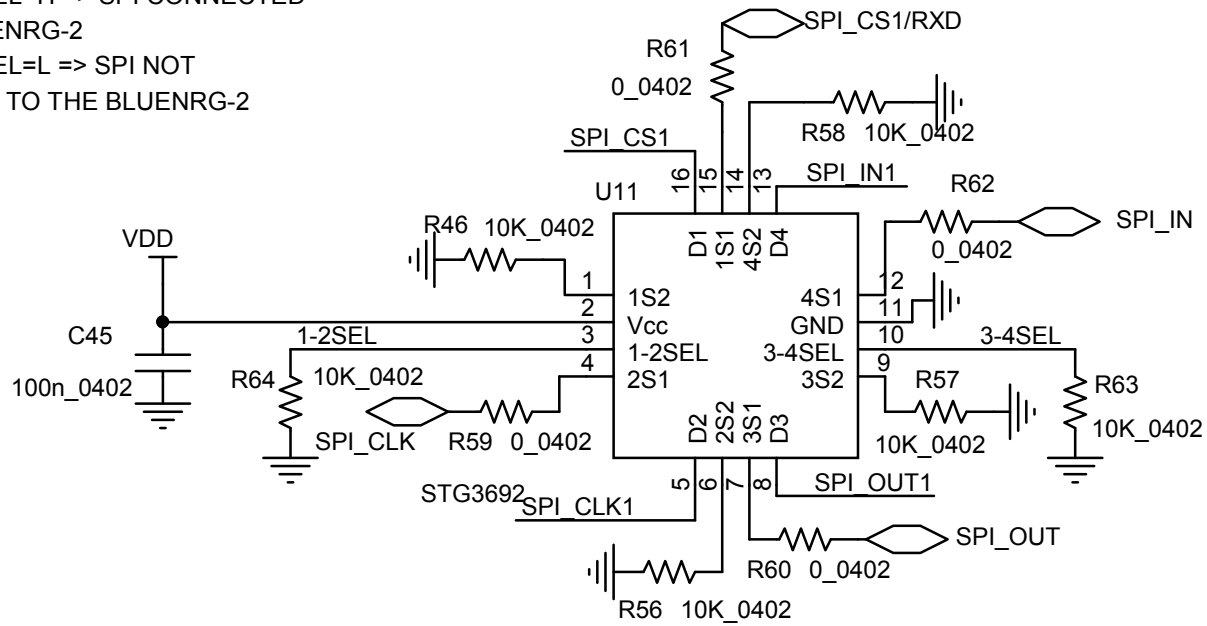 ENRG-2
EL=L => SPI NOT
TO THE BLUENRG-2
SPI_CS1/RXD
R61
0_0402
R58 10K_0402
SPI_CS1
16
15
14
13
SPI_IN1
U11
R62
0_0402
SPI_IN
R46 10K_0402
VDD
D1
1S1
4S2
D4
1
1S2
4S1
12
2
Vcc
GND
11
C45
100n_0402
1-2SEL
3
1-2SEL
3-4SEL
10
3-4SEL
R64
10K_0402
4
2S1
3S2
9
R57
10K_0402
R63
10K_0402
SPI_CLK
R59 0_0402
D2
2S2
3S1
D3
STG3692
SPI_CLK1
5
6
7
8
SPI_OUT1
SPI_OUT
R60 0_0402
R56 10K_0402